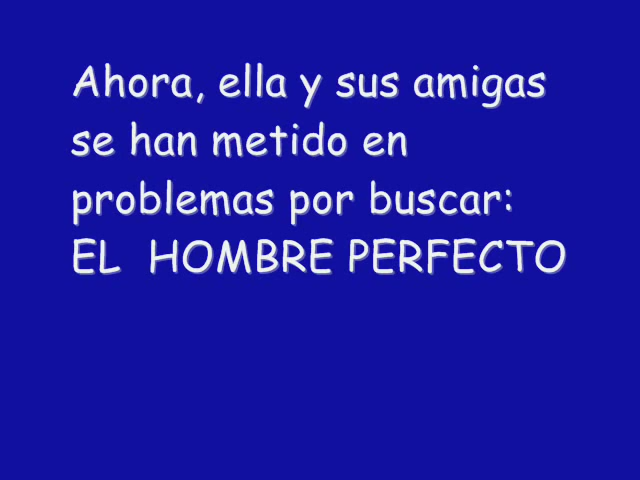 Ahora, ella y sus amigas
se han metido en
problemas por buscar:
EL HOMBRE PERFECTO